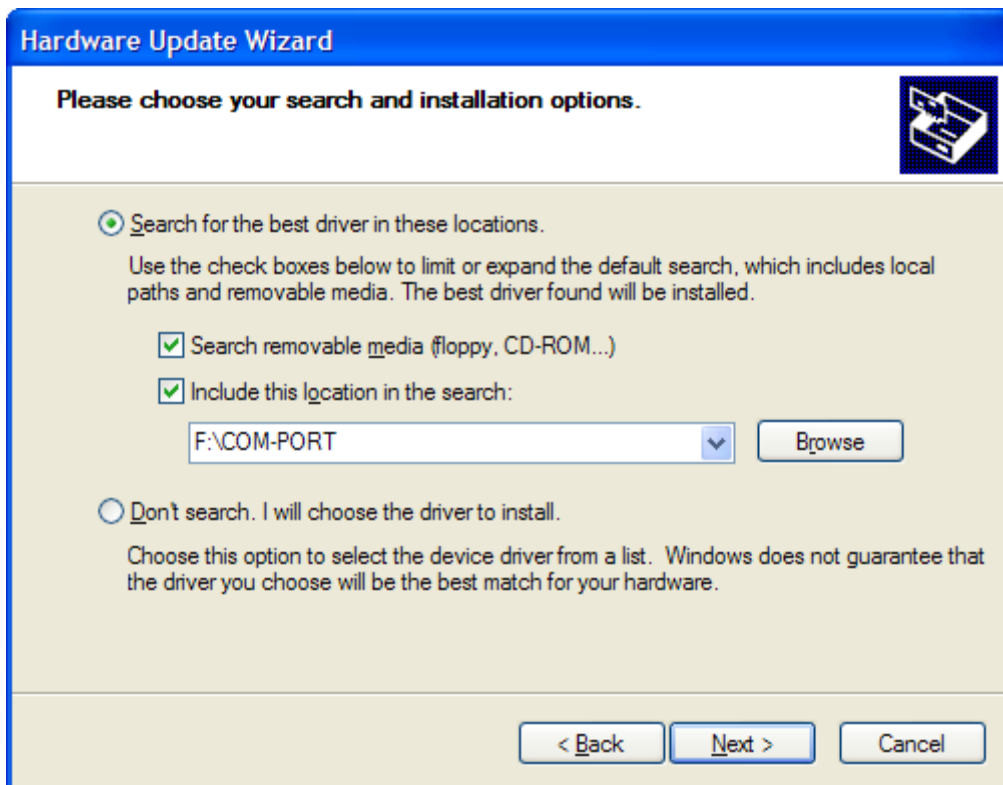 Hardware Update Wizard
Please choose your search and installation options.
Search for the best driver in these locations.
Use the check boxes below to limit or expand the default search, which includes local
paths and removable media. The best driver found will be installed.
Search removable media (floppy, CD-ROM...)
Include this location in the search:
F:\COM-PORT
Browse
Don't search. I will choose the driver to install.
Choose this option to select the device driver from a list.  Windows does not guarantee that
the driver you choose will be the best match for your hardware.
< Back
Next >
Cancel